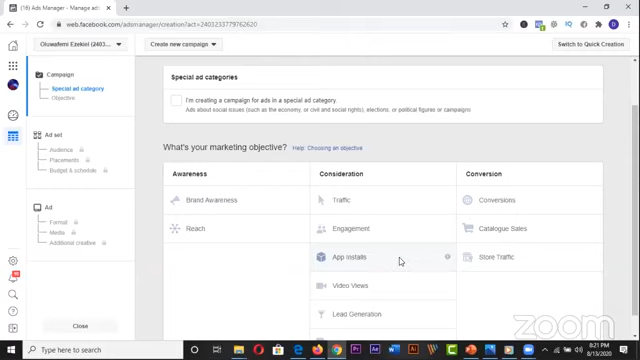 (16) Ads Manager - Creation
web.facebook.com/adsmanager/creation?act=2403233779762620
Oluwafemi Ezekiel (2403...
Create new campaign
Switch to Quick Creation
Campaign
Special ad category
Objective
Ad set
Audience
Placements
Budget & schedule
Ad
Format
Media
Additional creative
Close
Special ad categories
I'm creating a campaign for ads in a special ad category.
Ads about social issues (such as the economy, or civil and social rights), elections, or political figures or campaigns
What's your marketing objective? Help: Choosing an objective
Awareness
Consideration
Conversion
Brand Awareness
Traffic
Conversions
Reach
Engagement
Catalogue Sales
App Installs
Store Traffic
Video Views
Lead Generation
zoom
Type here to search
8:21 PM
8/13/2020